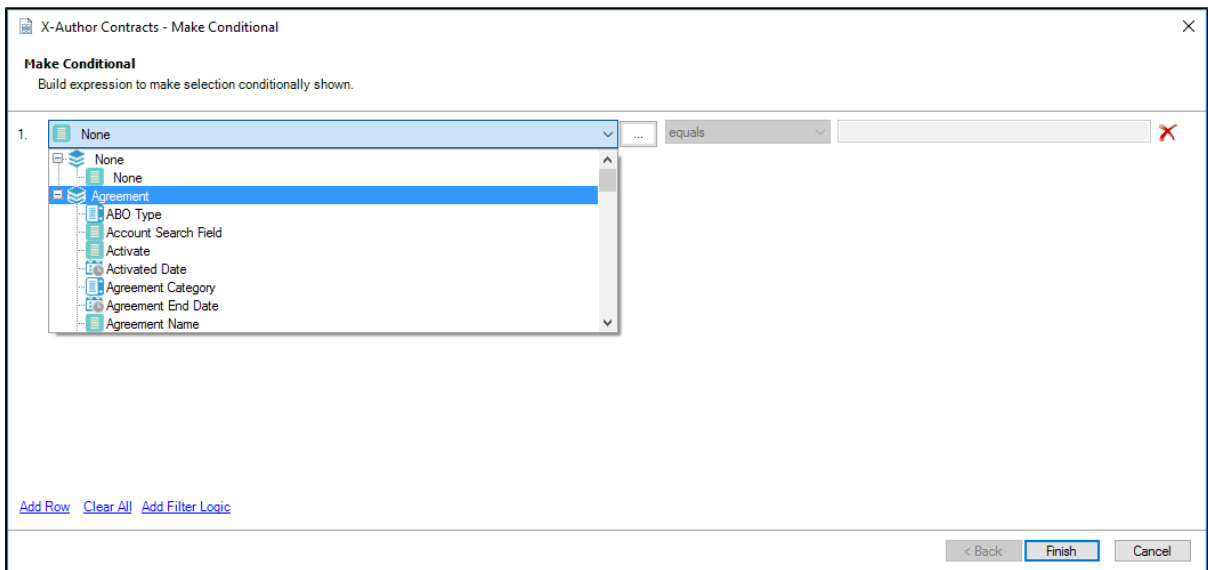 X-Author Contracts - Make Conditional
Make Conditional
Build expression to make selection conditionally shown.
1. None ... equals
None
None
Agreement
ABO Type
Account Search Field
Activate
Activated Date
Agreement Category
Agreement End Date
Agreement Name
Add Row Clear All Add Filter Logic
< Back Finish Cancel